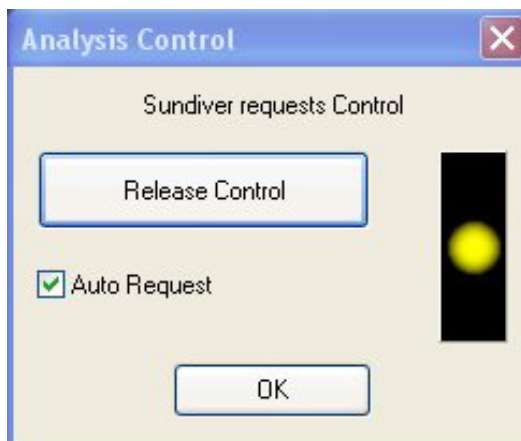 Analysis Control
Sundiver requests Control
Release Control
Auto Request
OK